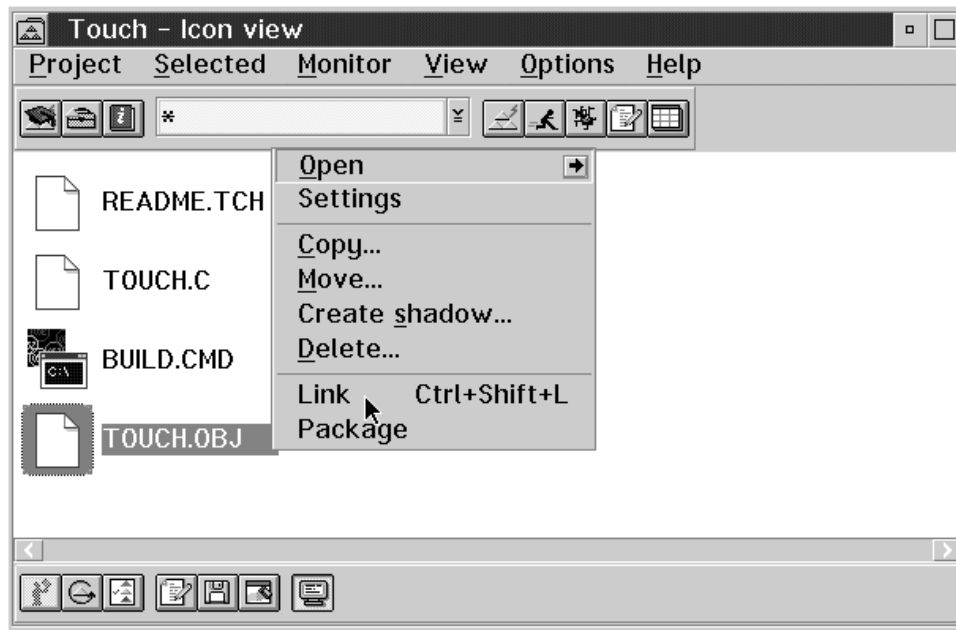 Touch – Icon view
Project Selected Monitor View Options Help
*
Open
Settings
Copy...
Move...
Create shadow...
Delete...
Link Ctrl+Shift+L
Package
README.TCH
TOUCH.C
C:\
BUILD.CMD
TOUCH.OBJ